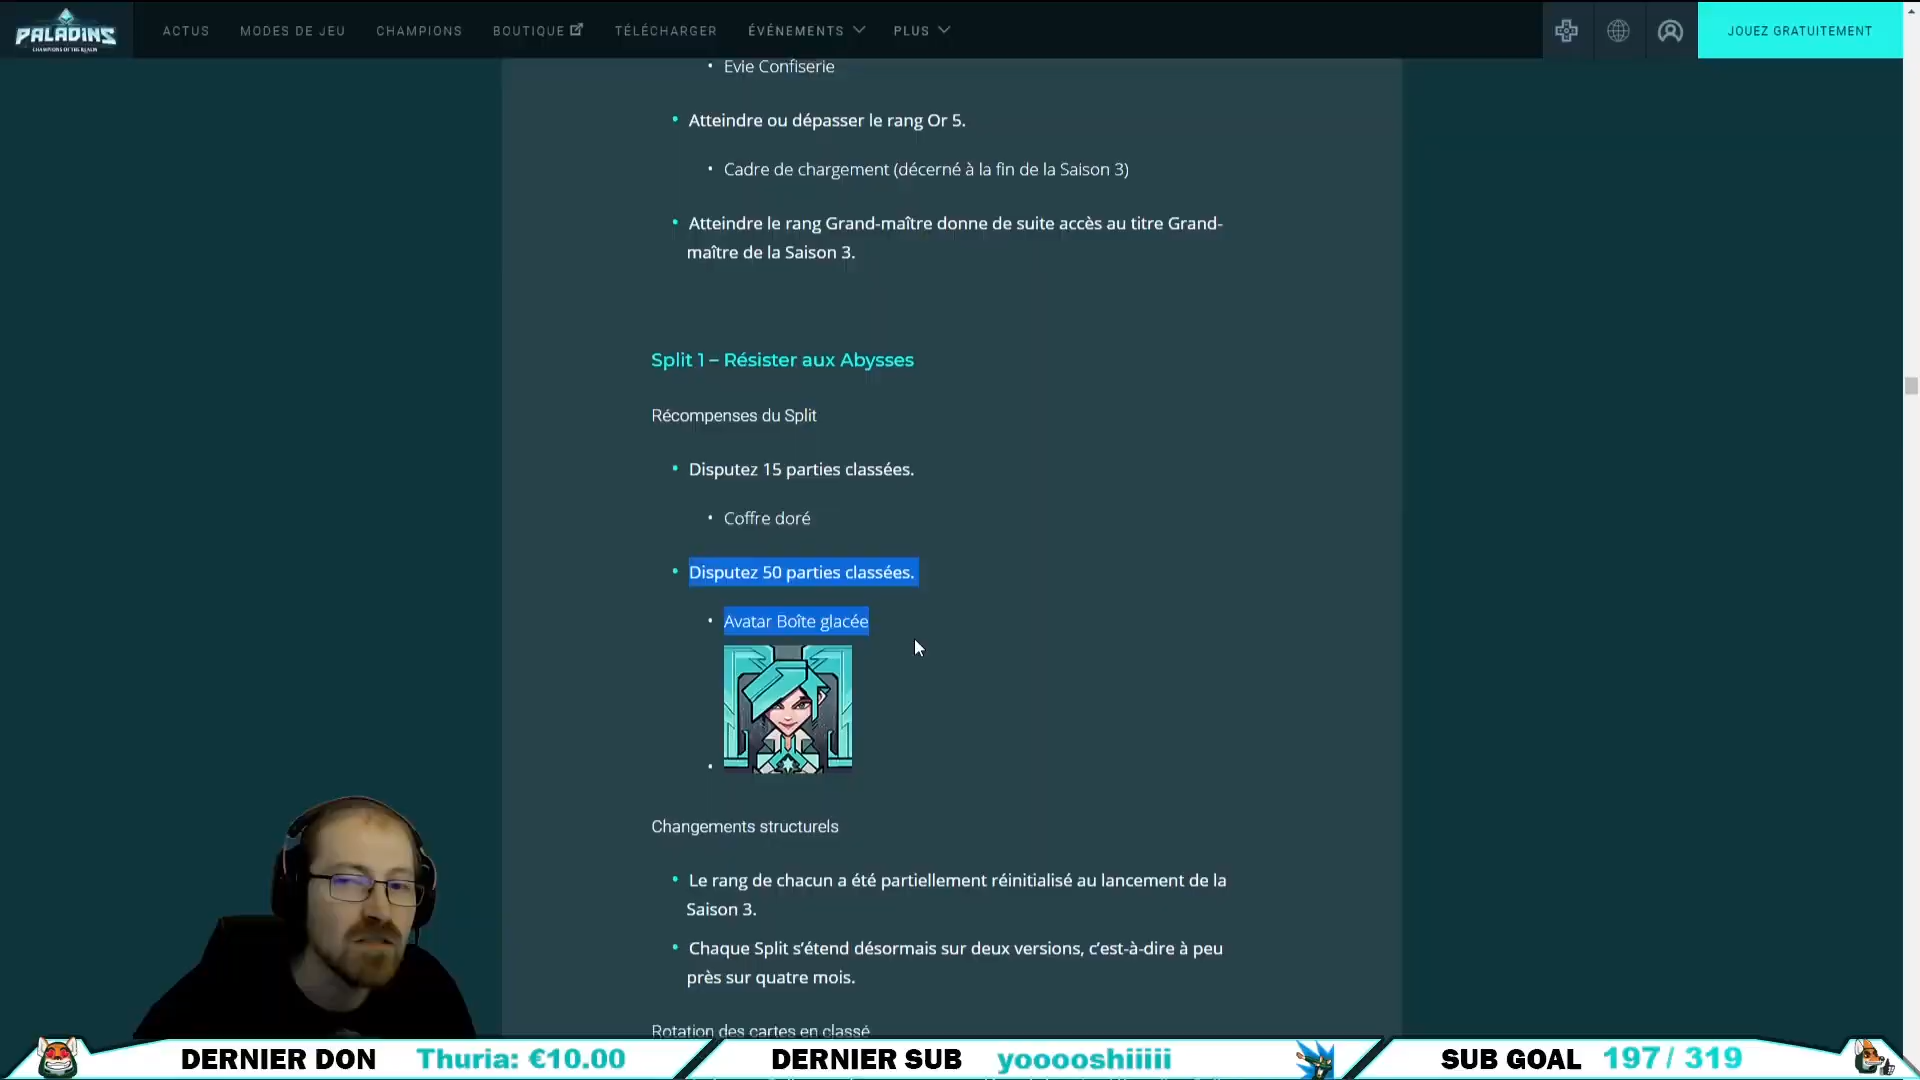 PALADINS
CHAMPIONS OF THE REALM
ACTUS
MODES DE JEU
CHAMPIONS
BOUTIQUE
TÉLÉCHARGER
ÉVÉNEMENTS
PLUS
JOUEZ GRATUITEMENT
• Evie Confiserie
• Atteindre ou dépasser le rang Or 5.
• Cadre de chargement (décerné à la fin de la Saison 3)
• Atteindre le rang Grand-maître donne de suite accès au titre Grand-
maître de la Saison 3.
Split 1 – Résister aux Abysses
Récompenses du Split
• Disputez 15 parties classées.
• Coffre doré
• Disputez 50 parties classées.
• Avatar Boîte glacée
Changements structurels
• Le rang de chacun a été partiellement réinitialisé au lancement de la
Saison 3.
• Chaque Split s’étend désormais sur deux versions, c’est-à-dire à peu
près sur quatre mois.
Rotation des cartes en classé
DERNIER DON Thuria: €10.00
DERNIER SUB yooooshiiiii
SUB GOAL 197 / 319